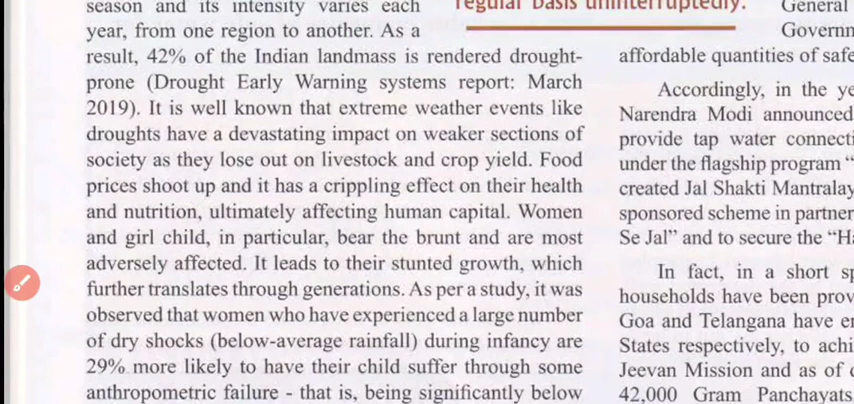 season and its intensity varies each
year, from one region to another. As a
result, 42% of the Indian landmass is rendered drought-
prone (Drought Early Warning systems report: March
2019). It is well known that extreme weather events like
droughts have a devastating impact on weaker sections of
society as they lose out on livestock and crop yield. Food
prices shoot up and it has a crippling effect on their health
and nutrition, ultimately affecting human capital. Women
and girl child, in particular, bear the brunt and are most
adversely affected. It leads to their stunted growth, which
further translates through generations. As per a study, it was
observed that women who have experienced a large number
of dry shocks (below-average rainfall) during infancy are
29% more likely to have their child suffer through some
anthropometric failure - that is, being significantly below
regular basis uninterruptedly.
General
Governm
affordable quantities of safe
Accordingly, in the ye
Narendra Modi announced
provide tap water connecti
under the flagship program “
created Jal Shakti Mantralay
sponsored scheme in partner
Se Jal” and to secure the “Ha
In fact, in a short sp
households have been prov
Goa and Telangana have
States respectively, to achi
Jeevan Mission and as of
42,000 Gram Panchayats